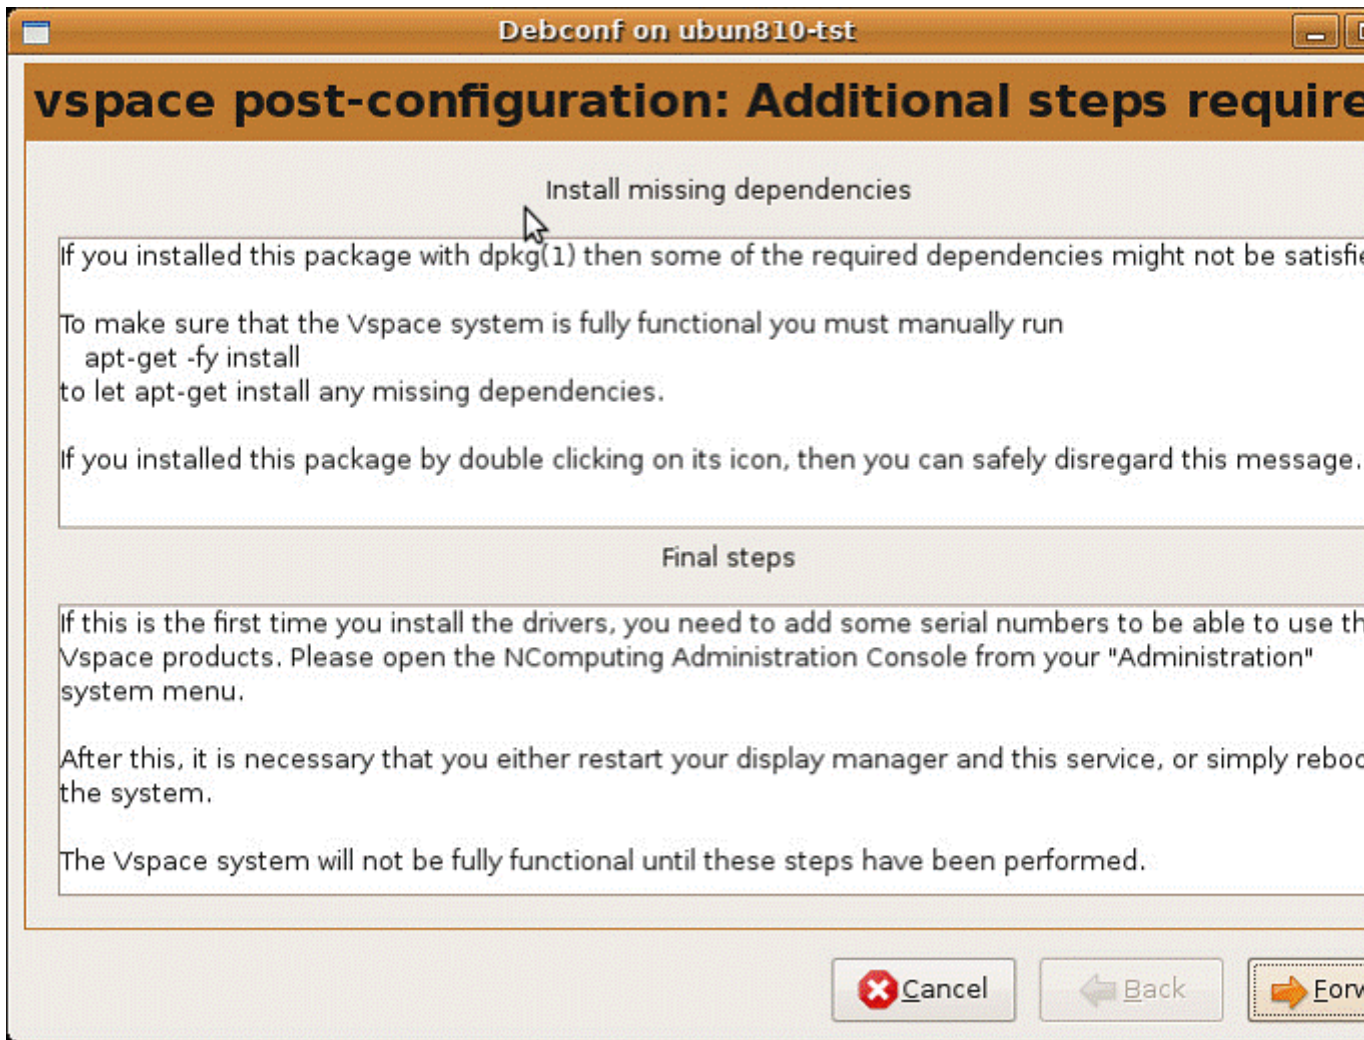 Debconf on ubun810-tst
vspace post-configuration: Additional steps require
Install missing dependencies
If you installed this package with dpkg(1) then some of the required dependencies might not be satisfie
To make sure that the Vspace system is fully functional you must manually run
apt-get -fy install
to let apt-get install any missing dependencies.
If you installed this package by double clicking on its icon, then you can safely disregard this message.
Final steps
If this is the first time you install the drivers, you need to add some serial numbers to be able to use th
Vspace products. Please open the NComputing Administration Console from your "Administration"
system menu.
After this, it is necessary that you either restart your display manager and this service, or simply reboo
the system.
The Vspace system will not be fully functional until these steps have been performed.
Cancel
Back
Forw